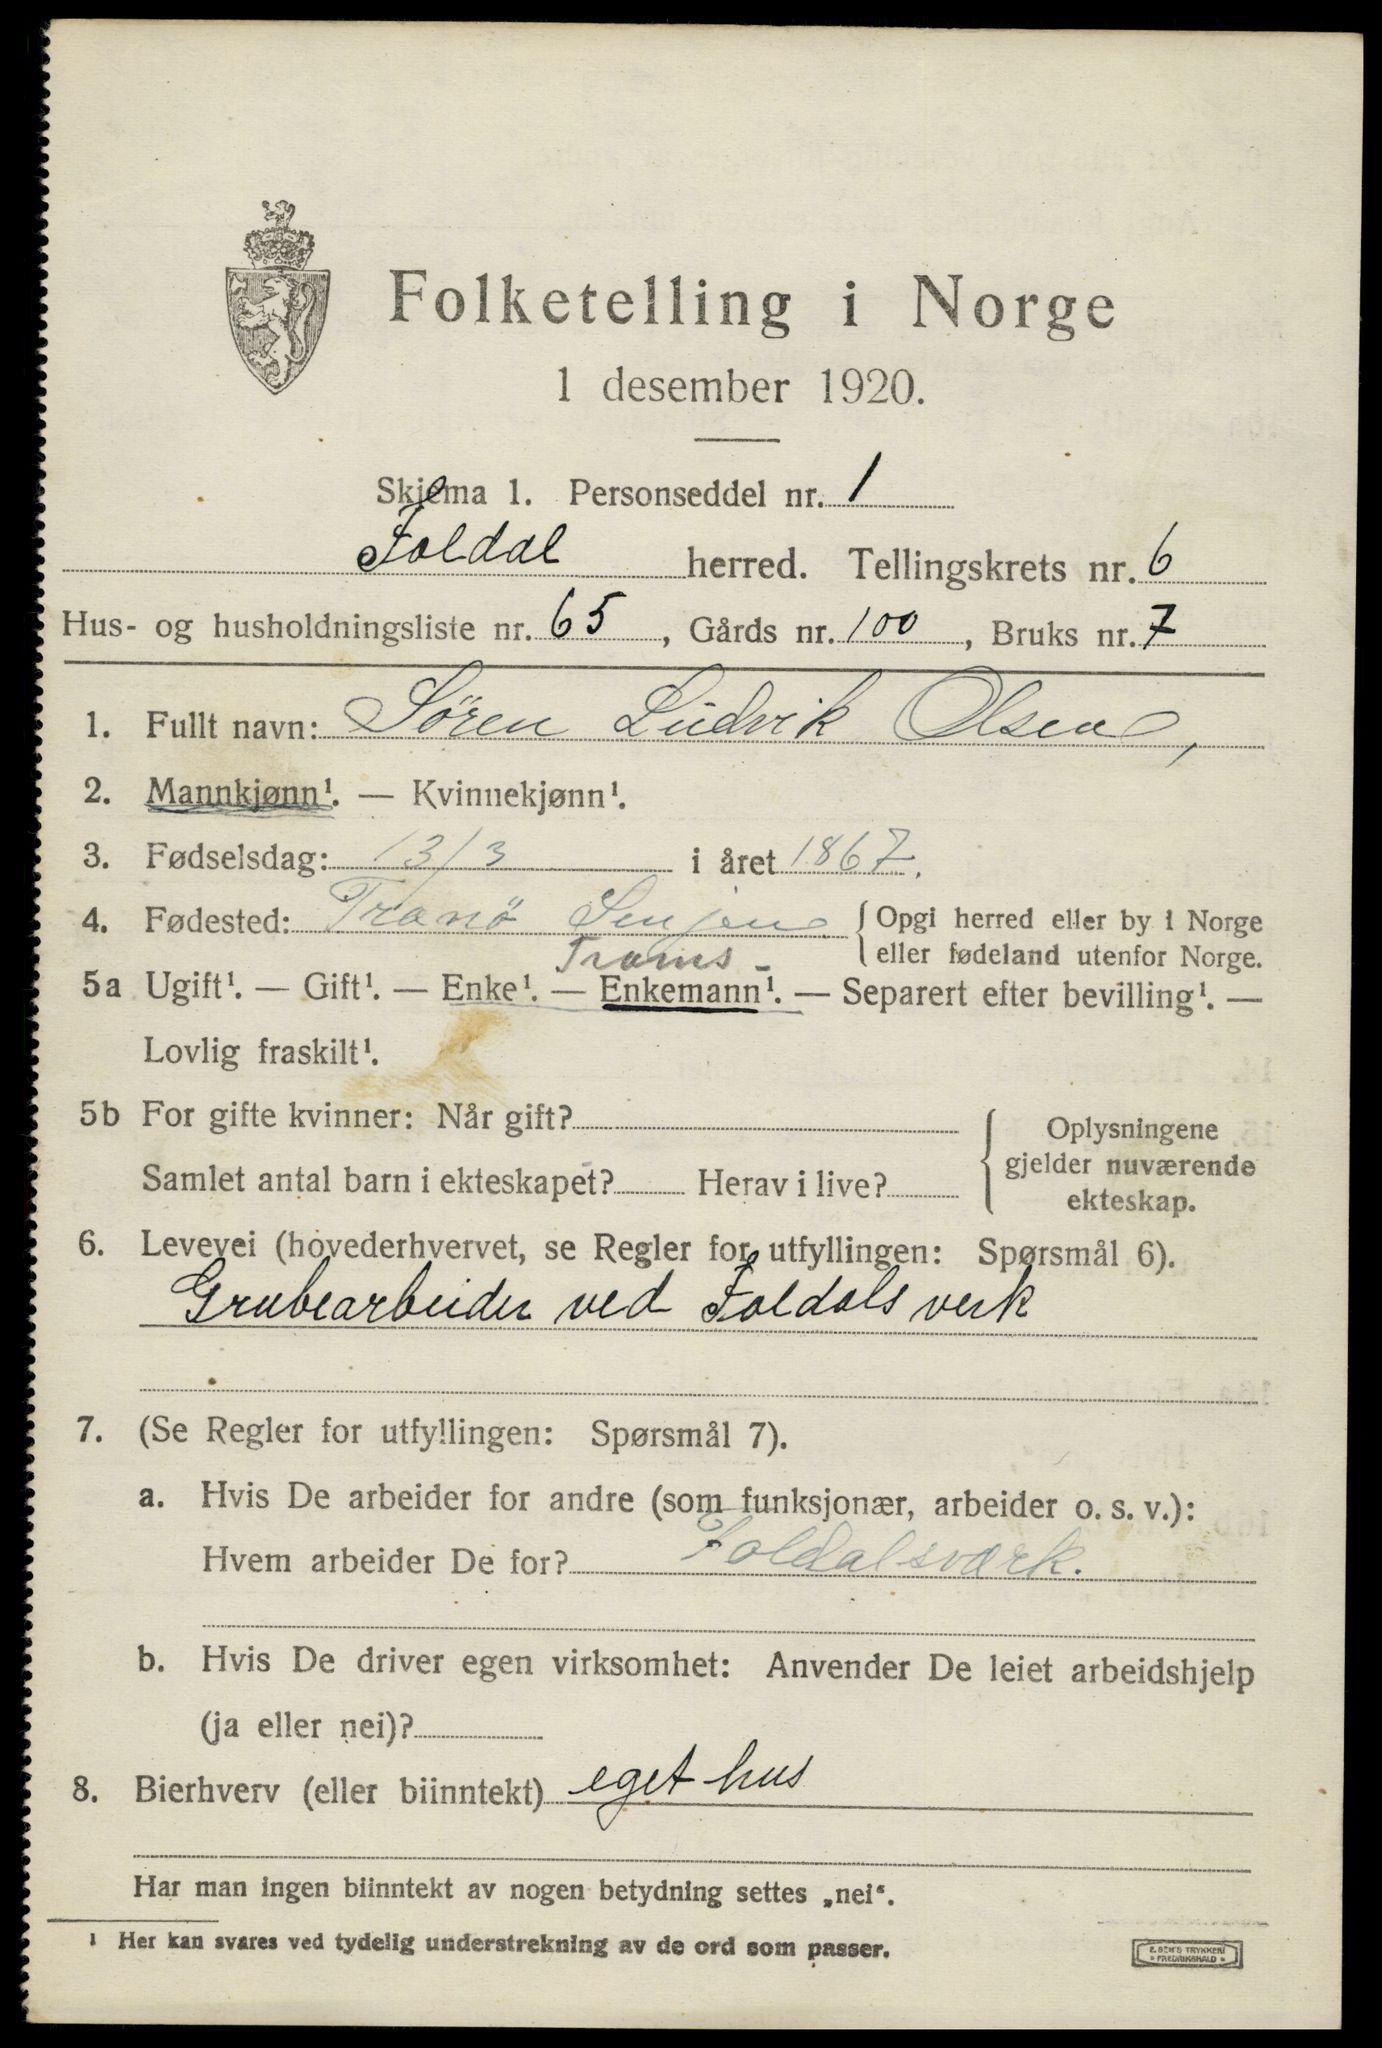 Folketelling i Norge
1 desember 1920.
Skjema 1. Personseddel nr. 1
Foldal herred. Tellingskrets nr. 6
Hus- og husholdningsliste nr. 65, Gårds nr. 100, Bruks nr. 7
1. Fullt navn: Sören Ludvik Olsen,
2. Mannkjønn¹. — Kvinnekjønn¹.
3. Fødselsdag: 13/3 i året 1867.
4. Fødested: Tranö Senjen { Opgi herred eller by i Norge
Troms - eller fødeland utenfor Norge.
5a Ugift¹. — Gift¹. — Enke¹. — Enkemann¹. — Separert efter bevilling¹. —
Lovlig fraskilt¹.
5b For gifte kvinner: Når gift? { Oplysningene
gjelder nuværende
Samlet antal barn i ekteskapet? Herav i live? ekteskap.
6. Levevei (hovederhvervet, se Regler for utfyllingen: Spørsmål 6).
Grubearbeider ved Foldals verk
7. (Se Regler for utfyllingen: Spørsmål 7).
a. Hvis De arbeider for andre (som funksjonær, arbeider o. s. v.):
Hvem arbeider De for? Foldalsværk.
b. Hvis De driver egen virksomhet: Anvender De leiet arbeidshjelp
(ja eller nei)?
8. Bierhverv (eller biinntekt) eget hus
Har man ingen biinntekt av nogen betydning settes „nei“.
¹ Her kan svares ved tydelig understrekning av de ord som passer.
E. SEM'S TRYKKERI
» FREDRIKSHALD »